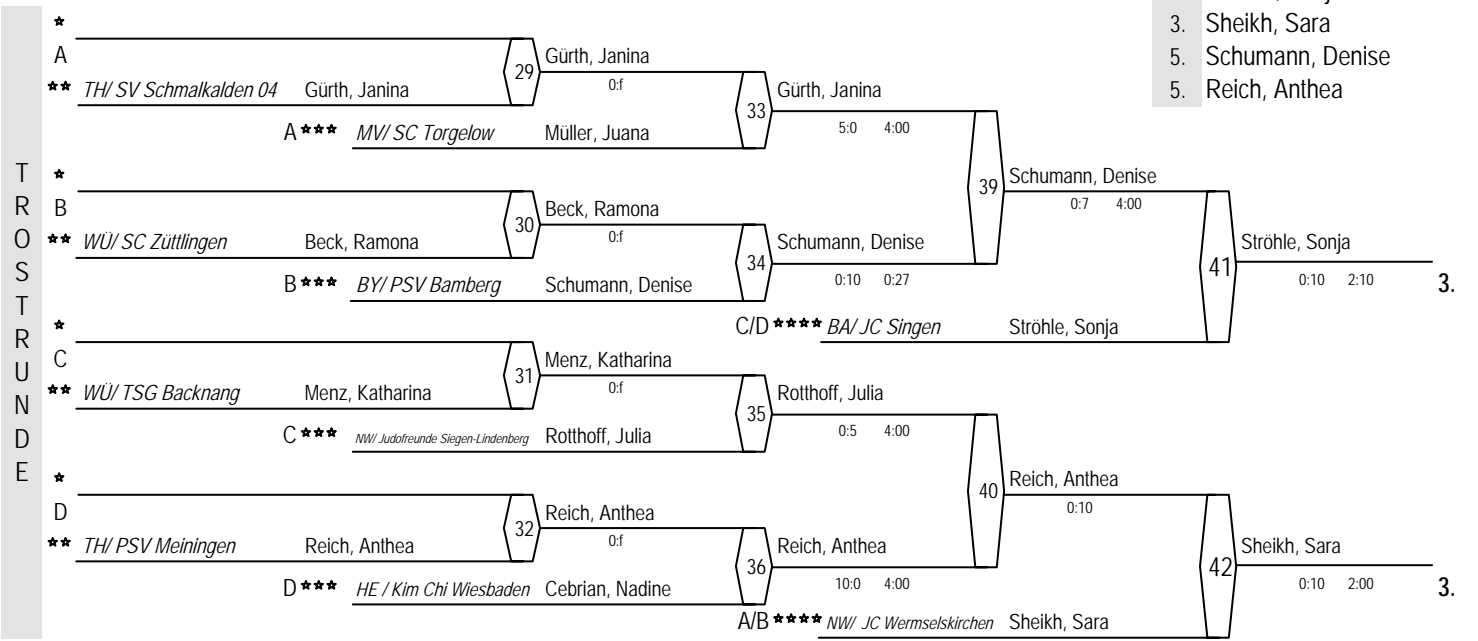 3. Sheikh, Sara
5. Schumann, Denise
5. Reich, Anthea
TROSTRUNDE
*
A
** TH/ SV Schmalkalden 04 Gürth, Janina
29
Gürth, Janina
0:f
A *** MV/ SC Torgelow Müller, Juana
33
Gürth, Janina
5:0 4:00
*
B
** WÜ/ SC Züttlingen Beck, Ramona
30
Beck, Ramona
0:f
B *** BY/ PSV Bamberg Schumann, Denise
34
Schumann, Denise
0:10 0:27
39
Schumann, Denise
0:7 4:00
C/D **** BA/ JC Singen Ströhle, Sonja
41
Ströhle, Sonja
0:10 2:10 3.
*
C
** WÜ/ TSG Backnang Menz, Katharina
31
Menz, Katharina
0:f
C *** NW/ Judofreunde Siegen-Lindenberg Rotthoff, Julia
35
Rotthoff, Julia
0:5 4:00
*
D
** TH/ PSV Meiningen Reich, Anthea
32
Reich, Anthea
0:f
D *** HE / Kim Chi Wiesbaden Cebrian, Nadine
36
Reich, Anthea
10:0 4:00
40
Reich, Anthea
0:10
A/B **** NW/ JC Wermselskirchen Sheikh, Sara
42
Sheikh, Sara
0:10 2:00 3.